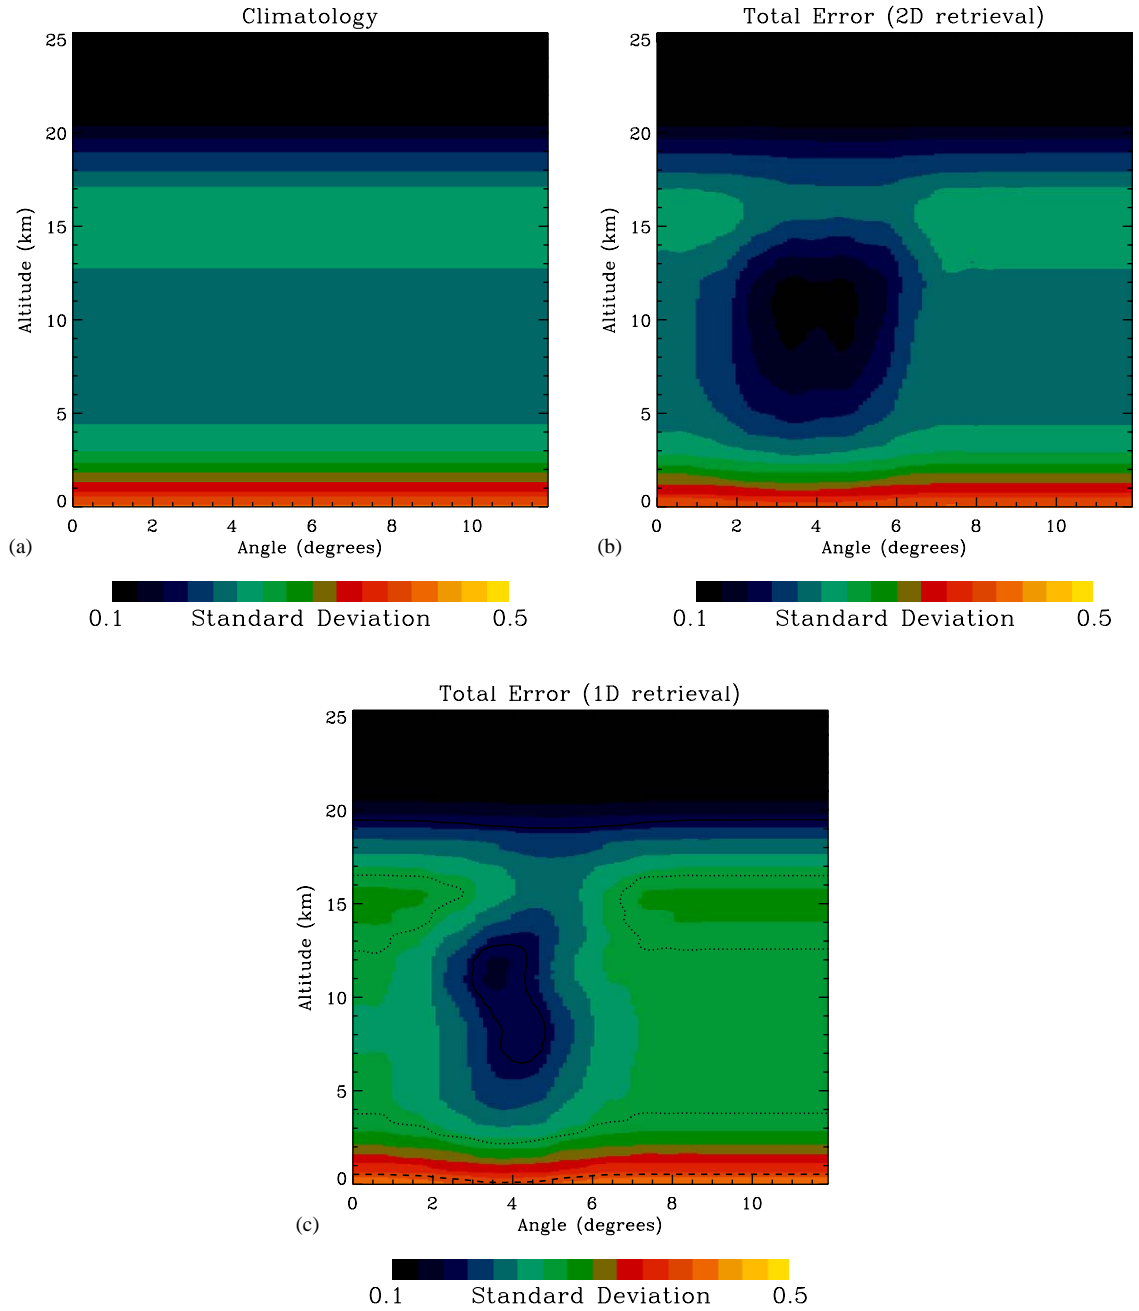 Climatology
Total Error (2D retrieval)
25
20
15
10
5
0
Altitude (km)
0 2 4 6 8 10
Angle (degrees)
(a)
25
20
15
10
5
0
Altitude (km)
0 2 4 6 8 10
Angle (degrees)
(b)
0.1 Standard Deviation 0.5
0.1 Standard Deviation 0.5
Total Error (1D retrieval)
25
20
15
10
5
0
Altitude (km)
0 2 4 6 8 10
Angle (degrees)
(c)
0.1 Standard Deviation 0.5